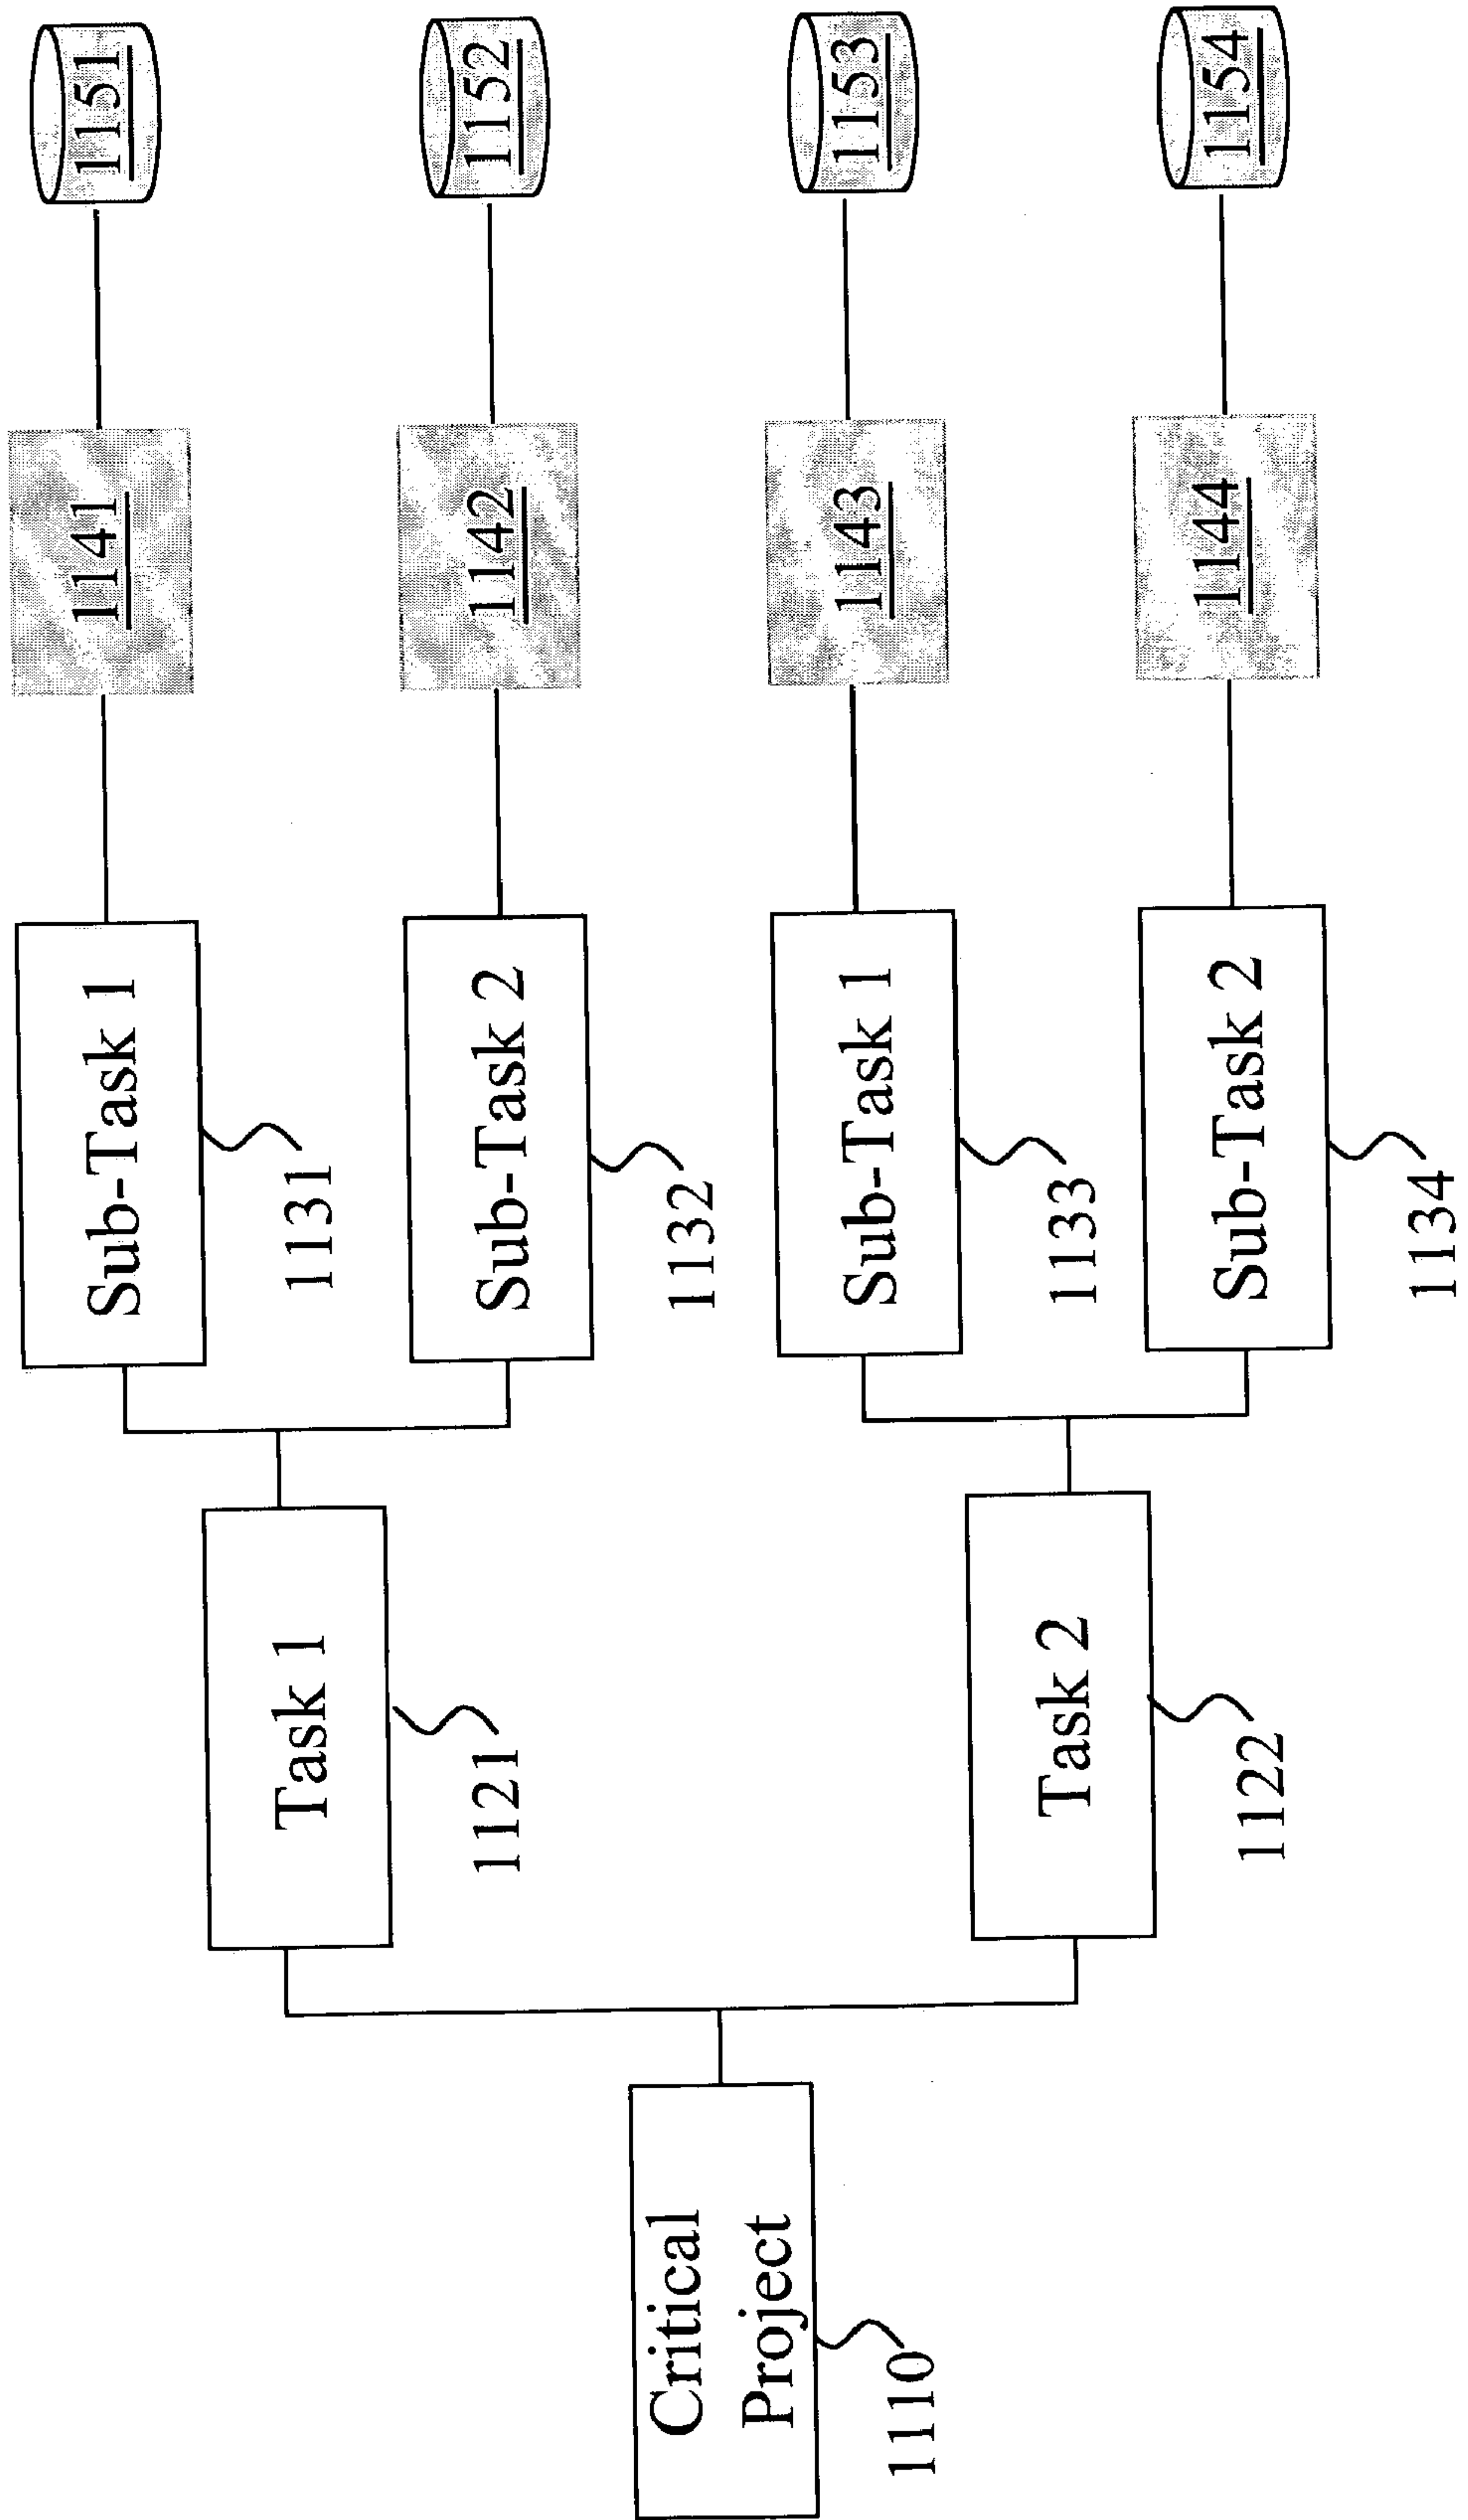 Critical
Project
1110
Task 1
1121
Task 2
1122
Sub-Task 1
1131
Sub-Task 2
1132
Sub-Task 1
1133
Sub-Task 2
1134
1141
1142
1143
1144
1151
1152
1153
1154